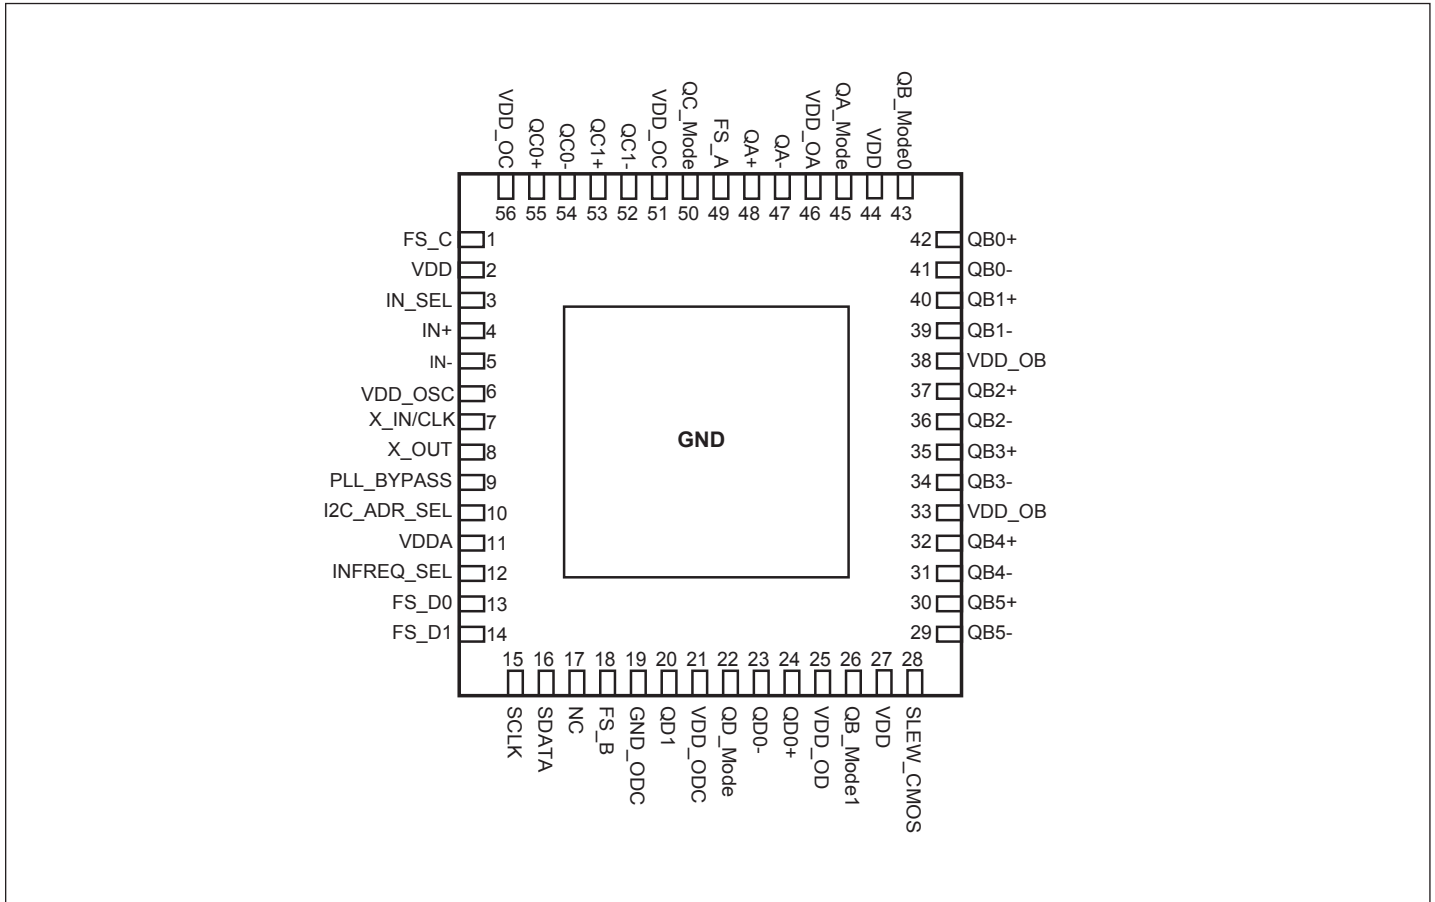 VDD_OC
QC0+
QC0-
QC1+
QC1-
VDD_OC
QC_Mode
FS_A
QA+
QA-
VDD_OA
QA_Mode
VDD
QB_Mode0
56 55 54 53 52 51 50 49 48 47 46 45 44 43
FS_C 1
VDD 2
IN_SEL 3
IN+ 4
IN- 5
VDD_OSC 6
X_IN/CLK 7
X_OUT 8
PLL_BYPASS 9
I2C_ADR_SEL 10
VDDA 11
INFREQ_SEL 12
FS_D0 13
FS_D1 14
GND
42 QB0+
41 QB0-
40 QB1+
39 QB1-
38 VDD_OB
37 QB2+
36 QB2-
35 QB3+
34 QB3-
33 VDD_OB
32 QB4+
31 QB4-
30 QB5+
29 QB5-
15 16 17 18 19 20 21 22 23 24 25 26 27 28
SCLK
SDATA
NC
FS_B
GND_ODC
QD1
VDD_ODC
QD_Mode
QD0-
QD0+
VDD_OD
QB_Mode1
VDD
SLEW_CMOS